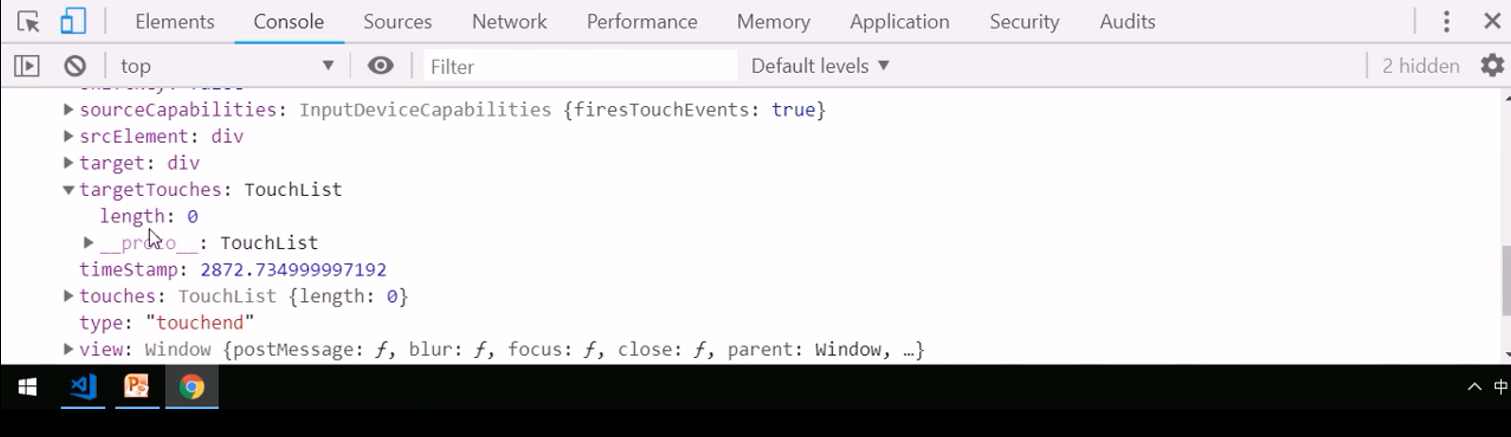 Elements Console Sources Network Performance Memory Application Security Audits
top Filter Default levels 2 hidden
shiftKey: false
sourceCapabilities: InputDeviceCapabilities {firesTouchEvents: true}
srcElement: div
target: div
targetTouches: TouchList
length: 0
__proto__: TouchList
timeStamp: 2872.734999997192
touches: TouchList {length: 0}
type: "touchend"
view: Window {postMessage: ƒ, blur: ƒ, focus: ƒ, close: ƒ, parent: Window, …}
中